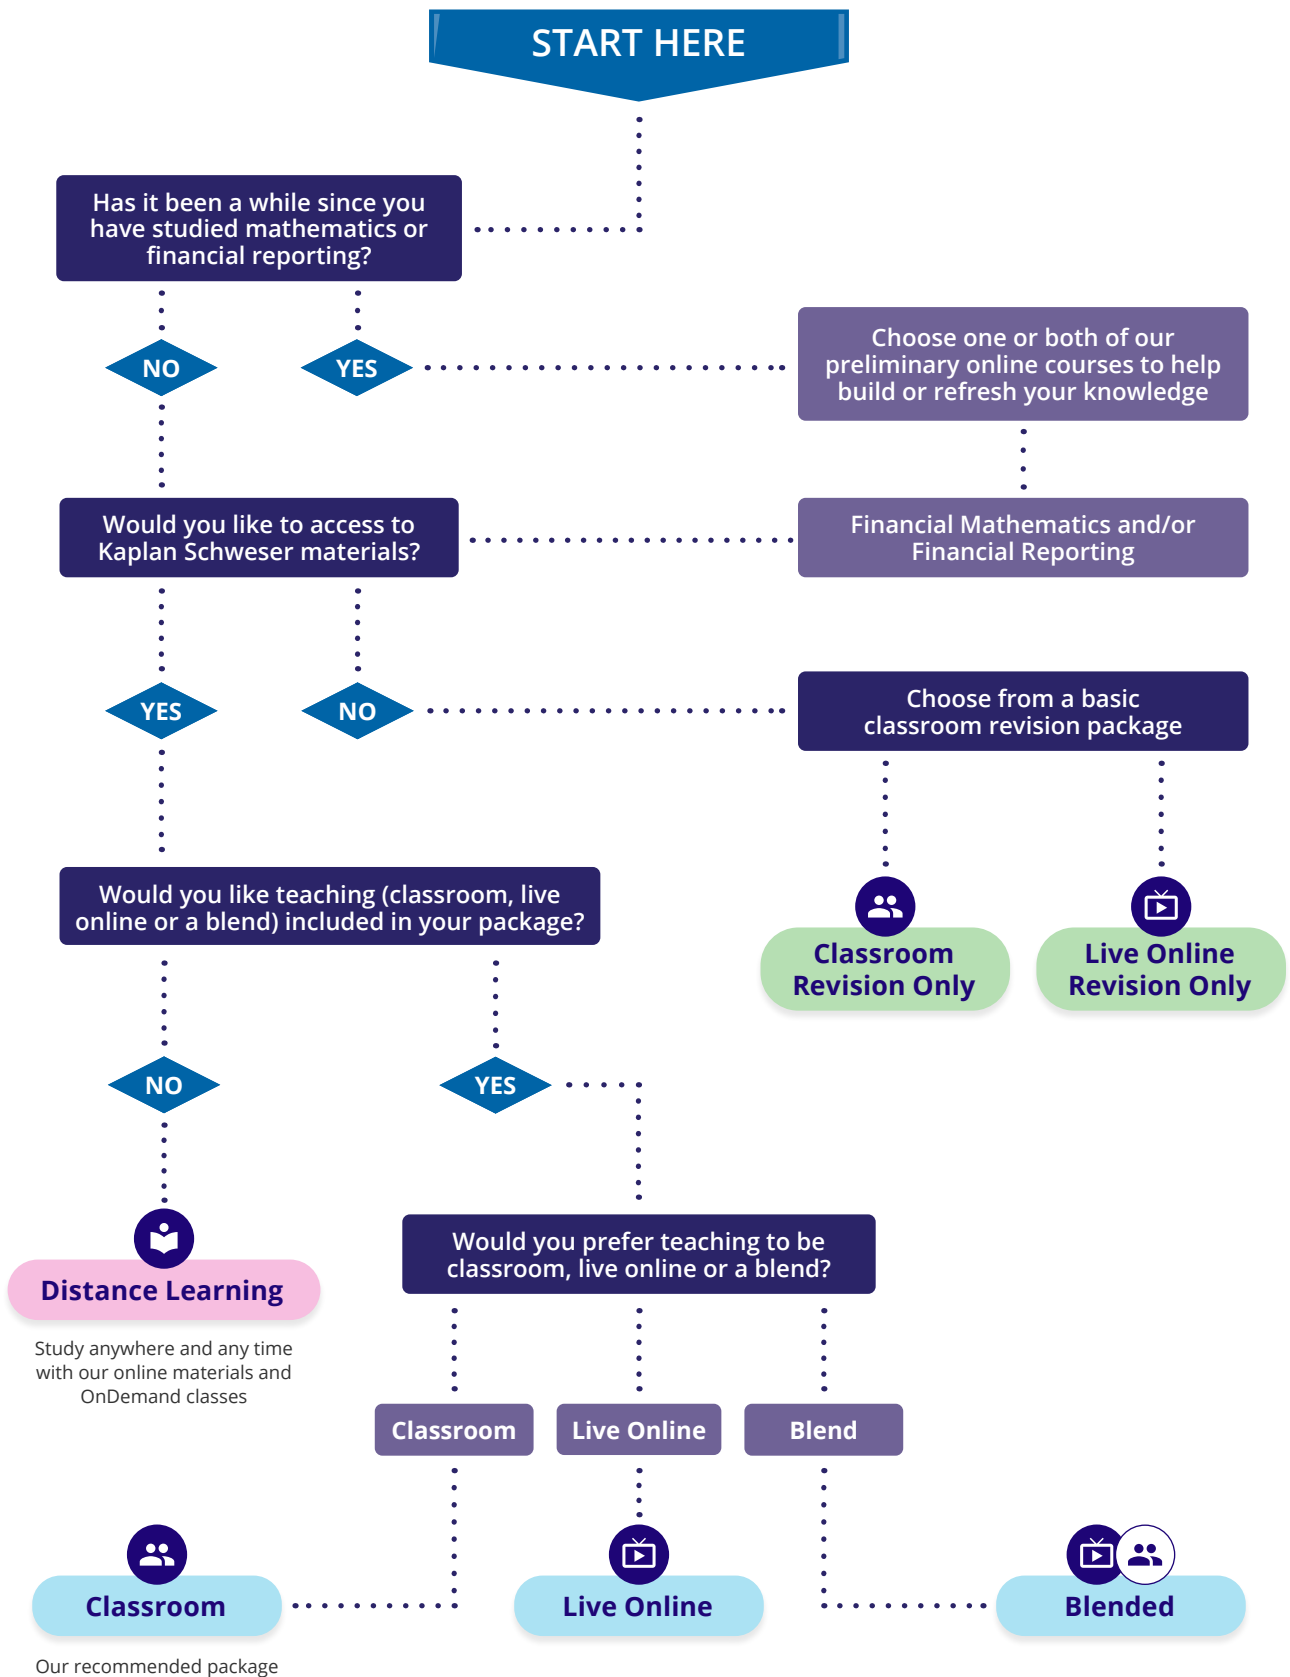 START HERE
Has it been a while since you
have studied mathematics or
financial reporting?
NO
YES
Choose one or both of our
preliminary online courses to help
build or refresh your knowledge
Would you like to access to
Kaplan Schweser materials?
Financial Mathematics and/or
Financial Reporting
YES
NO
Choose from a basic
classroom revision package
Would you like teaching (classroom, live
online or a blend) included in your package?
Classroom
Revision Only
Live Online
Revision Only
NO
YES
Distance Learning
Study anywhere and any time
with our online materials and
OnDemand classes
Would you prefer teaching to be
classroom, live online or a blend?
Classroom
Live Online
Blend
Classroom
Live Online
Blended
Our recommended package